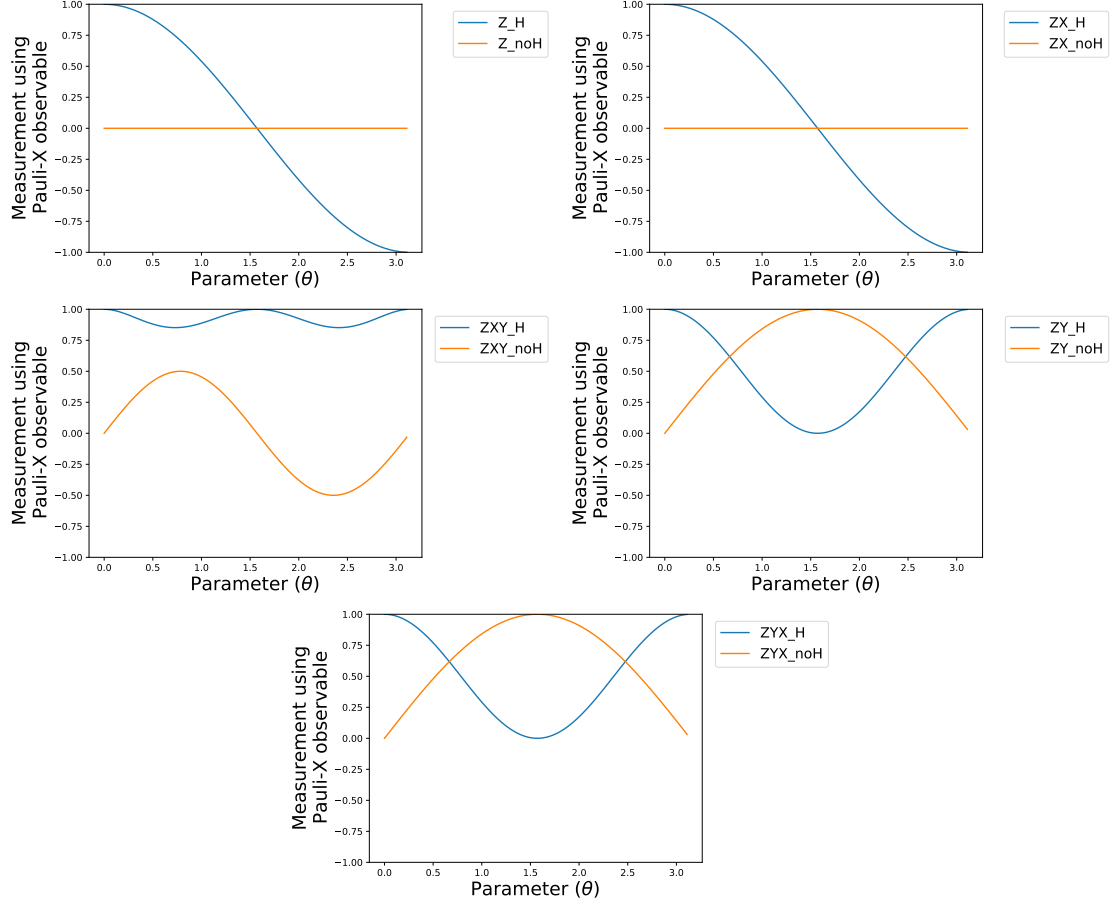 1.00
0.75
0.50
0.25
0.00
−0.25
−0.50
−0.75
−1.00
Measurement using
Pauli-X observable
0.0 0.5 1.0 1.5 2.0 2.5 3.0
Parameter (θ)
Z_H
Z_noH
1.00
0.75
0.50
0.25
0.00
−0.25
−0.50
−0.75
−1.00
Measurement using
Pauli-X observable
0.0 0.5 1.0 1.5 2.0 2.5 3.0
Parameter (θ)
ZX_H
ZX_noH
1.00
0.75
0.50
0.25
0.00
−0.25
−0.50
−0.75
−1.00
Measurement using
Pauli-X observable
0.0 0.5 1.0 1.5 2.0 2.5 3.0
Parameter (θ)
ZXY_H
ZXY_noH
1.00
0.75
0.50
0.25
0.00
−0.25
−0.50
−0.75
−1.00
Measurement using
Pauli-X observable
0.0 0.5 1.0 1.5 2.0 2.5 3.0
Parameter (θ)
ZY_H
ZY_noH
1.00
0.75
0.50
0.25
0.00
−0.25
−0.50
−0.75
−1.00
Measurement using
Pauli-X observable
0.0 0.5 1.0 1.5 2.0 2.5 3.0
Parameter (θ)
ZYX_H
ZYX_noH